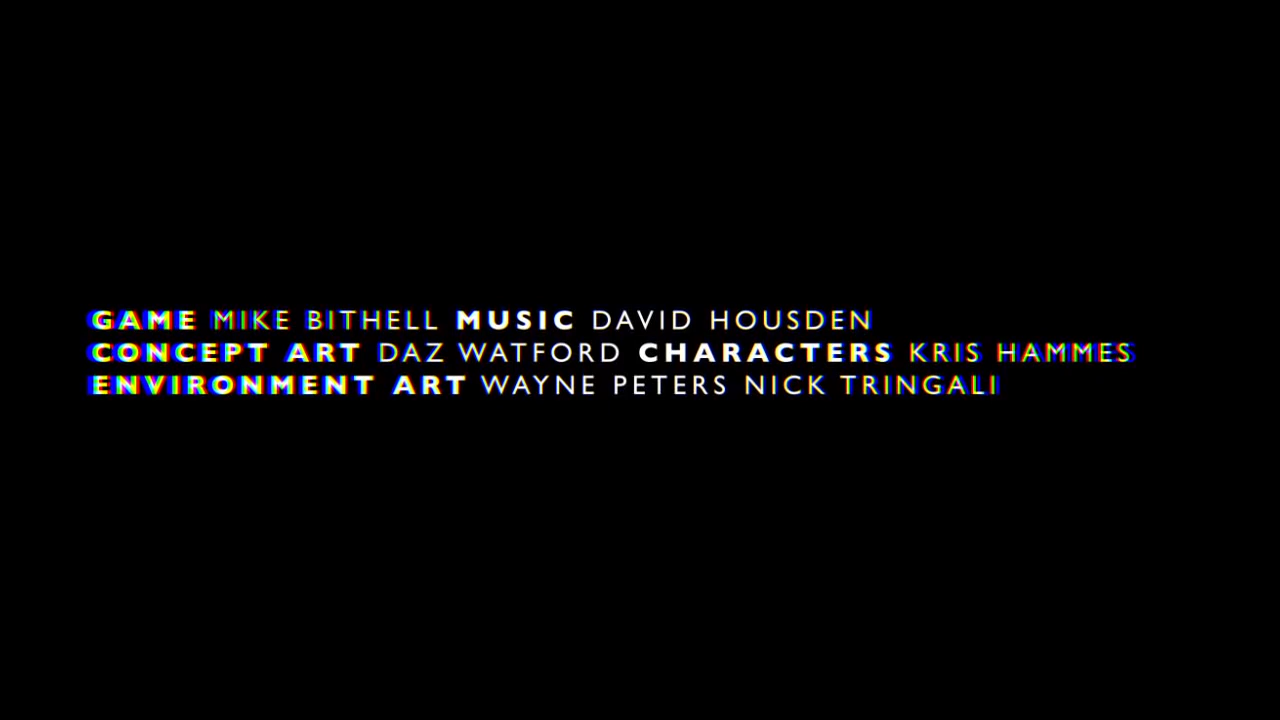 GAME MIKE BITHELL MUSIC DAVID HOUSDEN
CONCEPT ART DAZ WATFORD CHARACTERS KRIS HAMMES
ENVIRONMENT ART WAYNE PETERS NICK TRINGALI